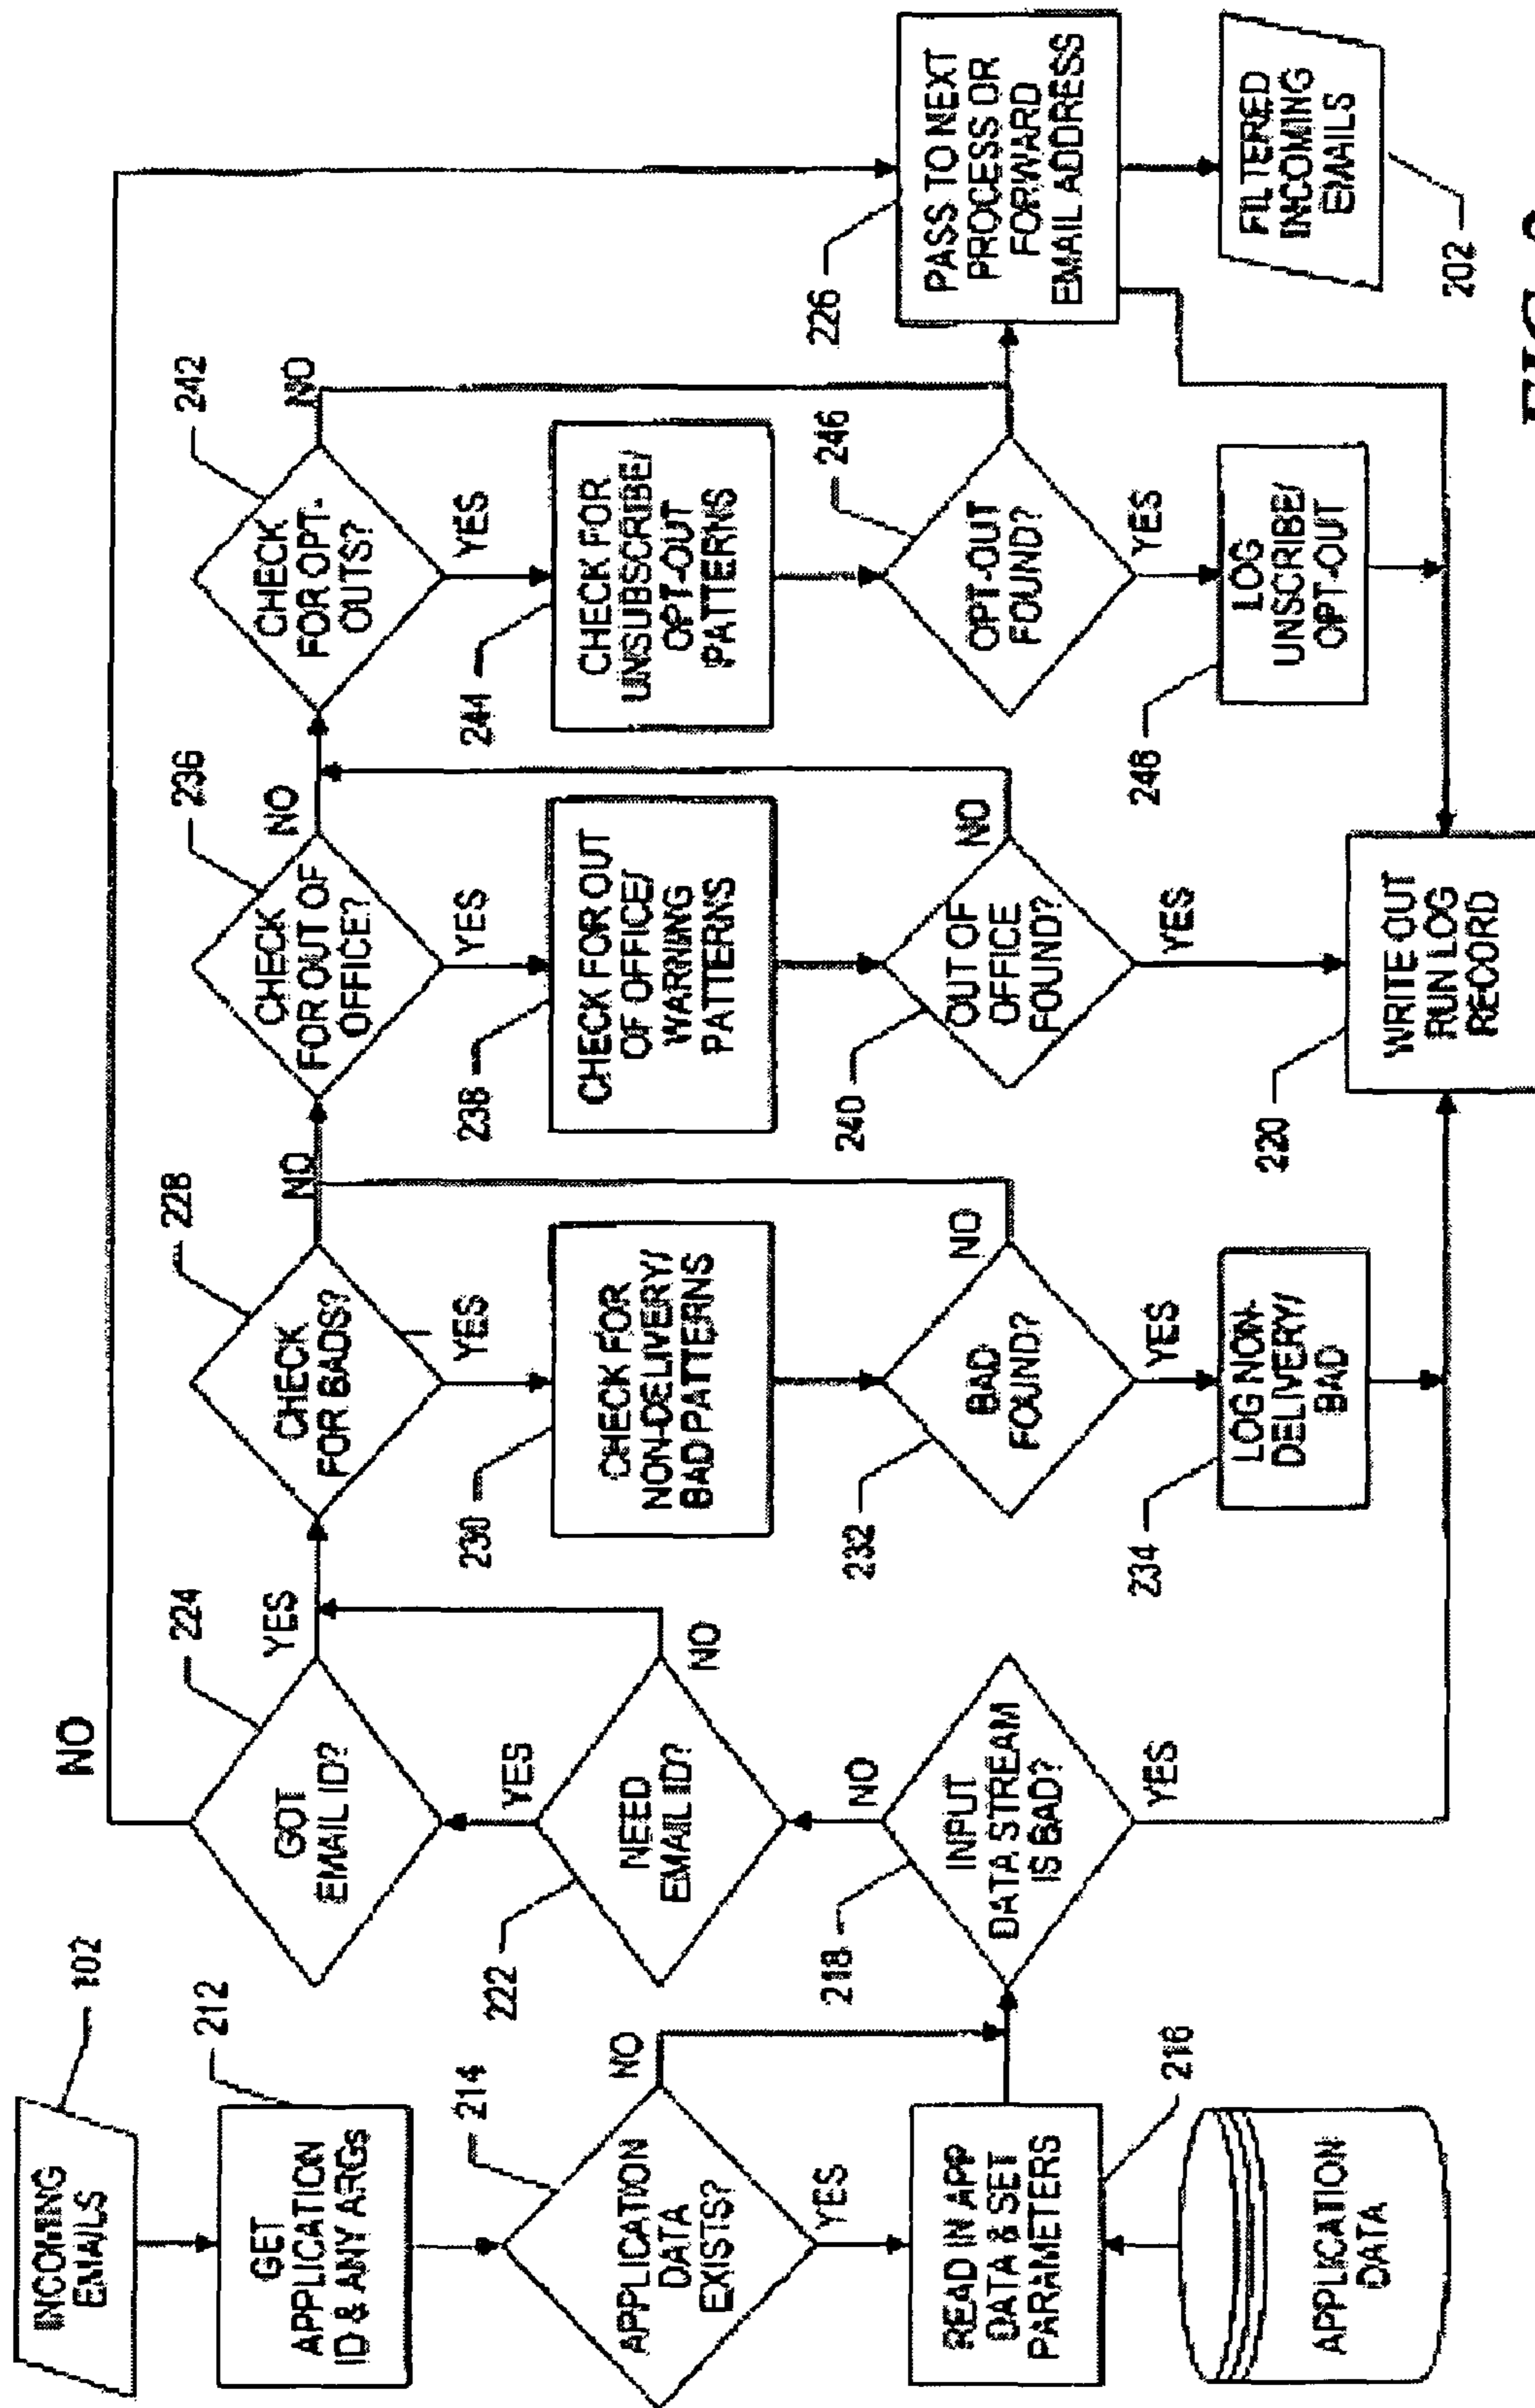 INCOMING
EMAILS
102
GET
APPLICATION
ID & ANY ARGs
212
APPLICATION
DATA
EXISTS?
214
NO
YES
READ IN APP
DATA & SET
PARAMETERS
216
APPLICATION
DATA
NO
GOT
EMAIL ID?
224
YES
YES
NEED
EMAIL ID?
222
NO
NO
INPUT
DATA STREAM
IS BAD?
218
YES
CHECK
FOR BADS?
228
NO
YES
CHECK FOR
NON-DELIVERY/
BAD PATTERNS
230
BAD
FOUND?
232
NO
YES
LOG NON-
DELIVERY/
BAD
234
CHECK
FOR OUT OF
OFFICE?
236
NO
YES
CHECK FOR OUT
OF OFFICE/
WARNING
PATTERNS
238
OUT OF
OFFICE
FOUND?
240
NO
YES
WRITE OUT
RUN LOG
RECORD
220
CHECK
FOR OPT-
OUTS?
242
NO
YES
CHECK FOR
UNSUBSCRIBE/
OPT-OUT
PATTERNS
244
OPT-OUT
FOUND?
246
YES
LOG
UNSCRIBE/
OPT-OUT
248
PASS TO NEXT
PROCESS OR
FORWARD
EMAIL ADDRESS
226
FILTERED
INCOMING
EMAILS
202